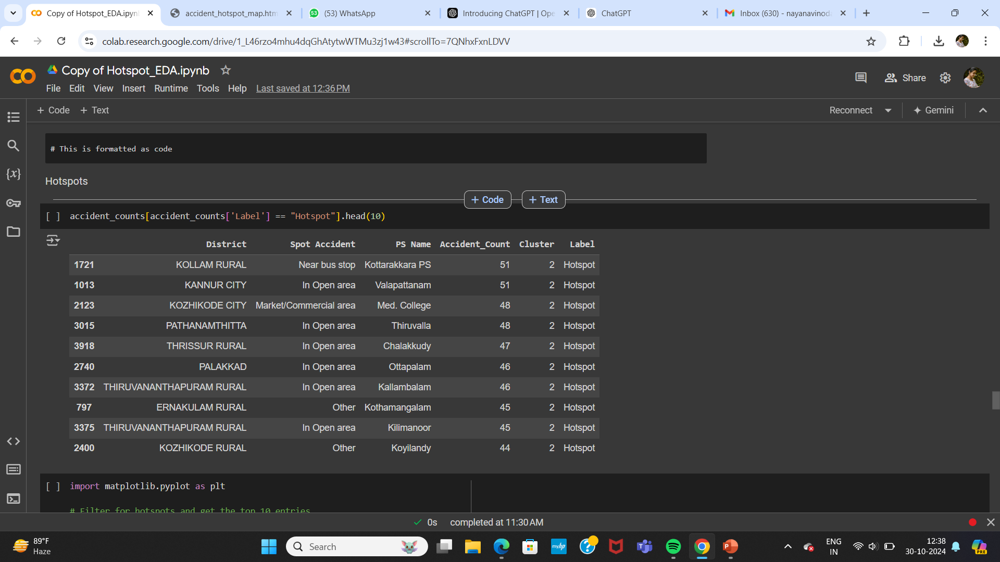 Copy of Hotspot_EDA.ipynb
accident_hotspot_map.htm
53
(53) WhatsApp
Introducing ChatGPT | Ope
ChatGPT
Inbox (630) - nayanavinod
colab.research.google.com/drive/1_L46rzo4mhu4dqGhAtytwWTMu3zj1w43#scrollTo=7QNhxFxnLDVV
Copy of Hotspot_EDA.ipynb
File Edit View Insert Runtime Tools Help Last saved at 12:36 PM
Share
+ Code + Text
Reconnect
Gemini
{x}
# This is formatted as code
Hotspots
+ Code + Text
[ ] accident_counts[accident_counts['Label'] == "Hotspot"].head(10)
District Spot Accident PS Name Accident_Count Cluster Label
1721 KOLLAM RURAL Near bus stop Kottarakkara PS 51 2 Hotspot
1013 KANNUR CITY In Open area Valapattanam 51 2 Hotspot
2123 KOZHIKODE CITY Market/Commercial area Med. College 48 2 Hotspot
3015 PATHANAMTHITTA In Open area Thiruvalla 48 2 Hotspot
3918 THRISSUR RURAL In Open area Chalakkudy 47 2 Hotspot
2740 PALAKKAD In Open area Ottapalam 46 2 Hotspot
3372 THIRUVANANTHAPURAM RURAL In Open area Kallambalam 46 2 Hotspot
797 ERNAKULAM RURAL Other Kothamangalam 45 2 Hotspot
3375 THIRUVANANTHAPURAM RURAL In Open area Kilimanoor 45 2 Hotspot
2400 KOZHIKODE RURAL Other Koyilandy 44 2 Hotspot
[ ] import matplotlib.pyplot as plt
# Filter for hotspots and get the top 10 entries
0s completed at 11:30 AM
89°F
Haze
Search
myhp
ENG
IN
12:38
30-10-2024
PRE